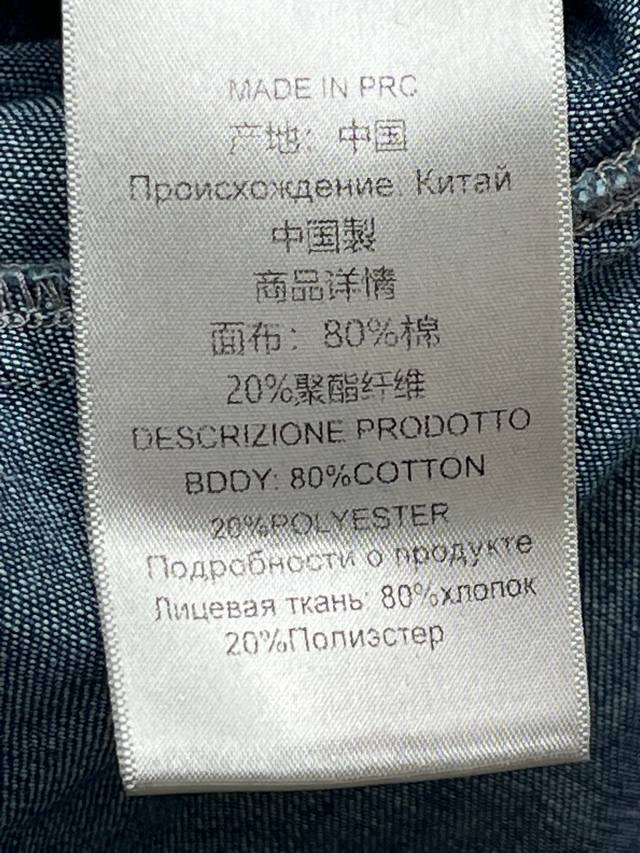 MADE IN PRC
产地：中国
Происхождение: Китай
中国製
商品详情
面布：80%棉
20%聚酯纤维
DESCRIZIONE PRODOTTO
BDDY: 80%COTTON
20%POLYESTER
Подробности о продукте
Лицевая ткань: 80%хлопок
20%Полиэстер